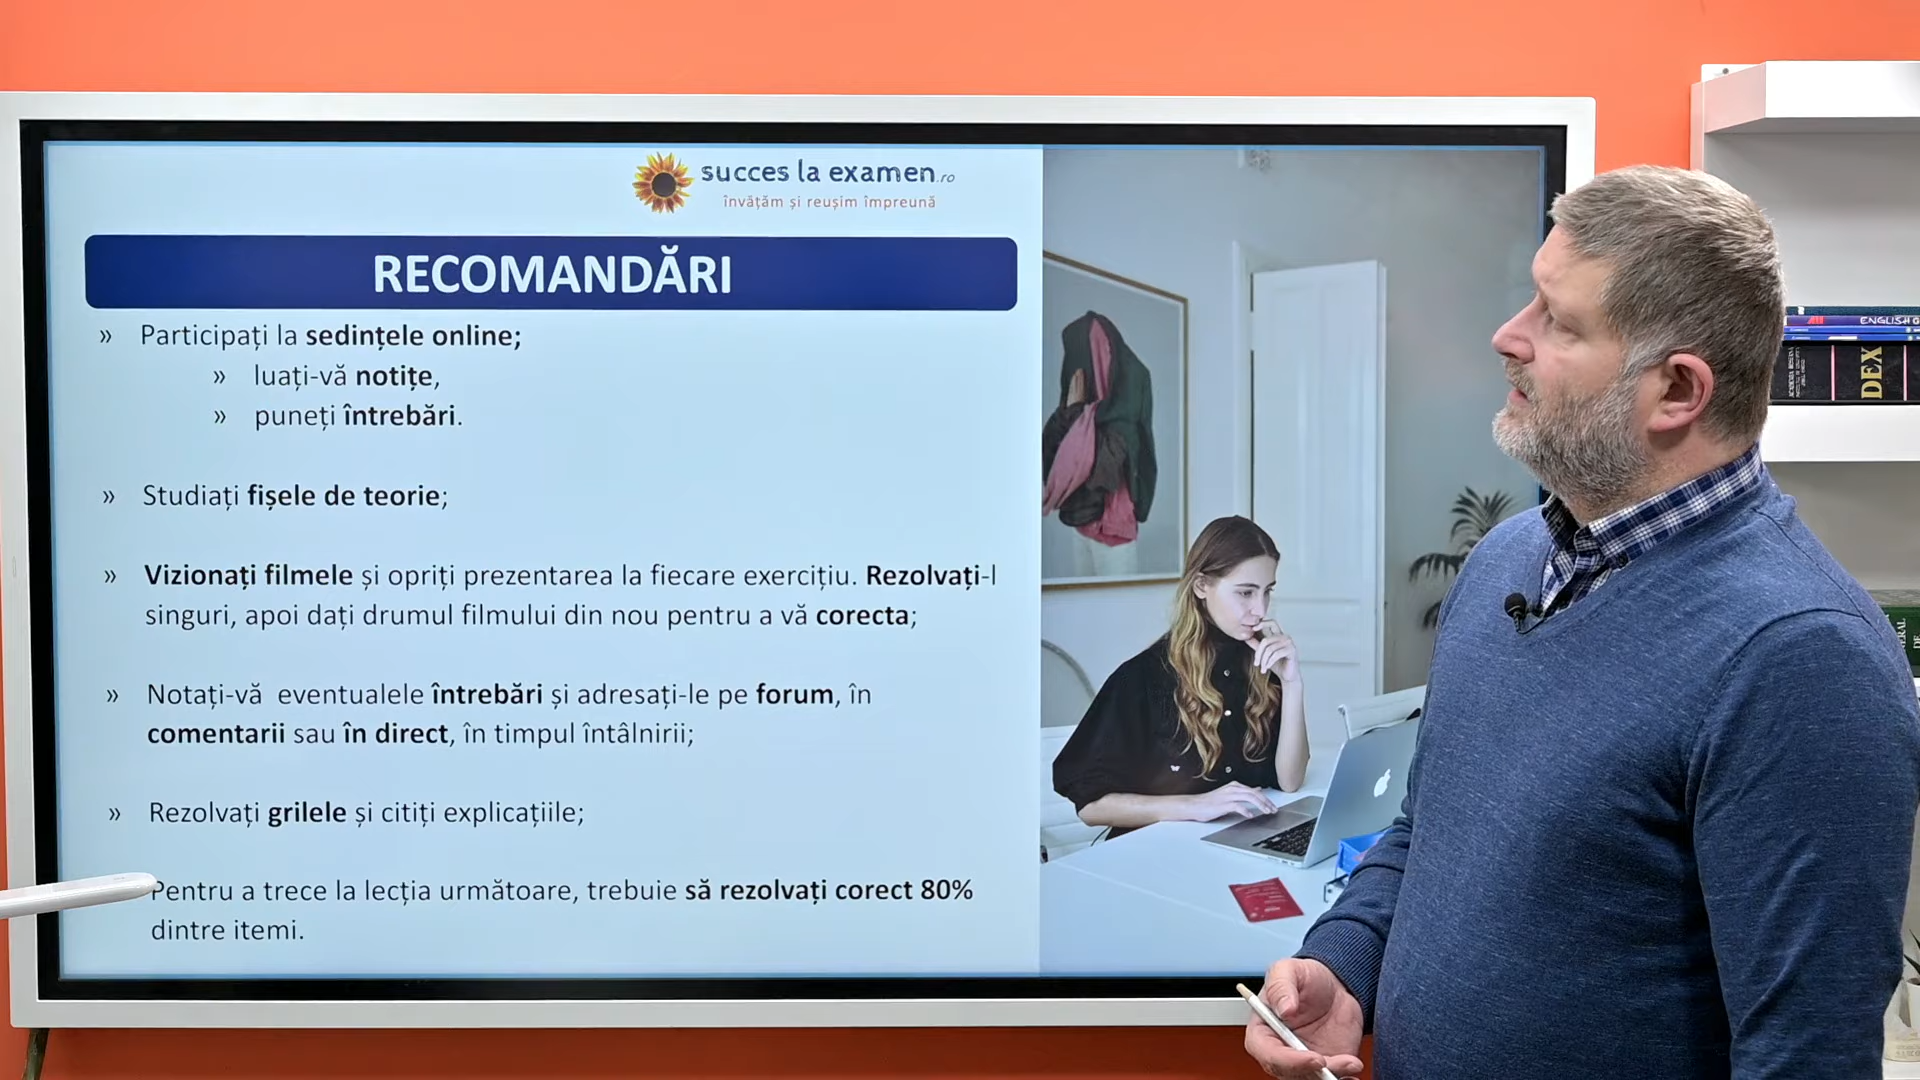 succes la examen.ro
învățăm și reușim împreună
RECOMANDĂRI
» Participați la sedințele online;
» luați-vă notițe,
» puneți întrebări.
» Studiați fișele de teorie;
» Vizionați filmele și opriți prezentarea la fiecare exercițiu. Rezolvați-l
singuri, apoi dați drumul filmului din nou pentru a vă corecta;
» Notați-vă eventualele întrebări și adresați-le pe forum, în
comentarii sau în direct, în timpul întâlnirii;
» Rezolvați grilele și citiți explicațiile;
Pentru a trece la lecția următoare, trebuie să rezolvați corect 80%
dintre itemi.
ENGLISH G
DEX